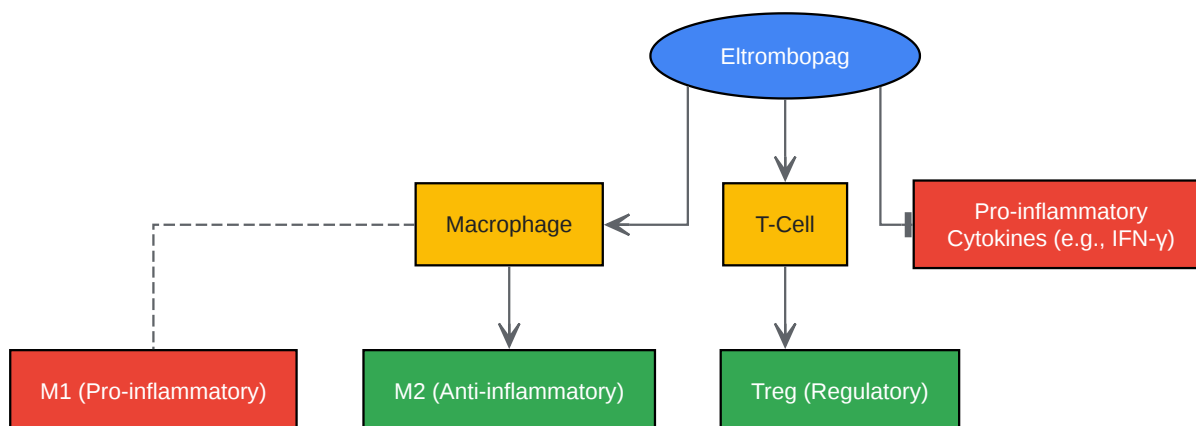 Eltrombopag
Macrophage
T-Cell
Pro-inflammatory
Cytokines (e.g., IFN-γ)
M1 (Pro-inflammatory)
M2 (Anti-inflammatory)
Treg (Regulatory)